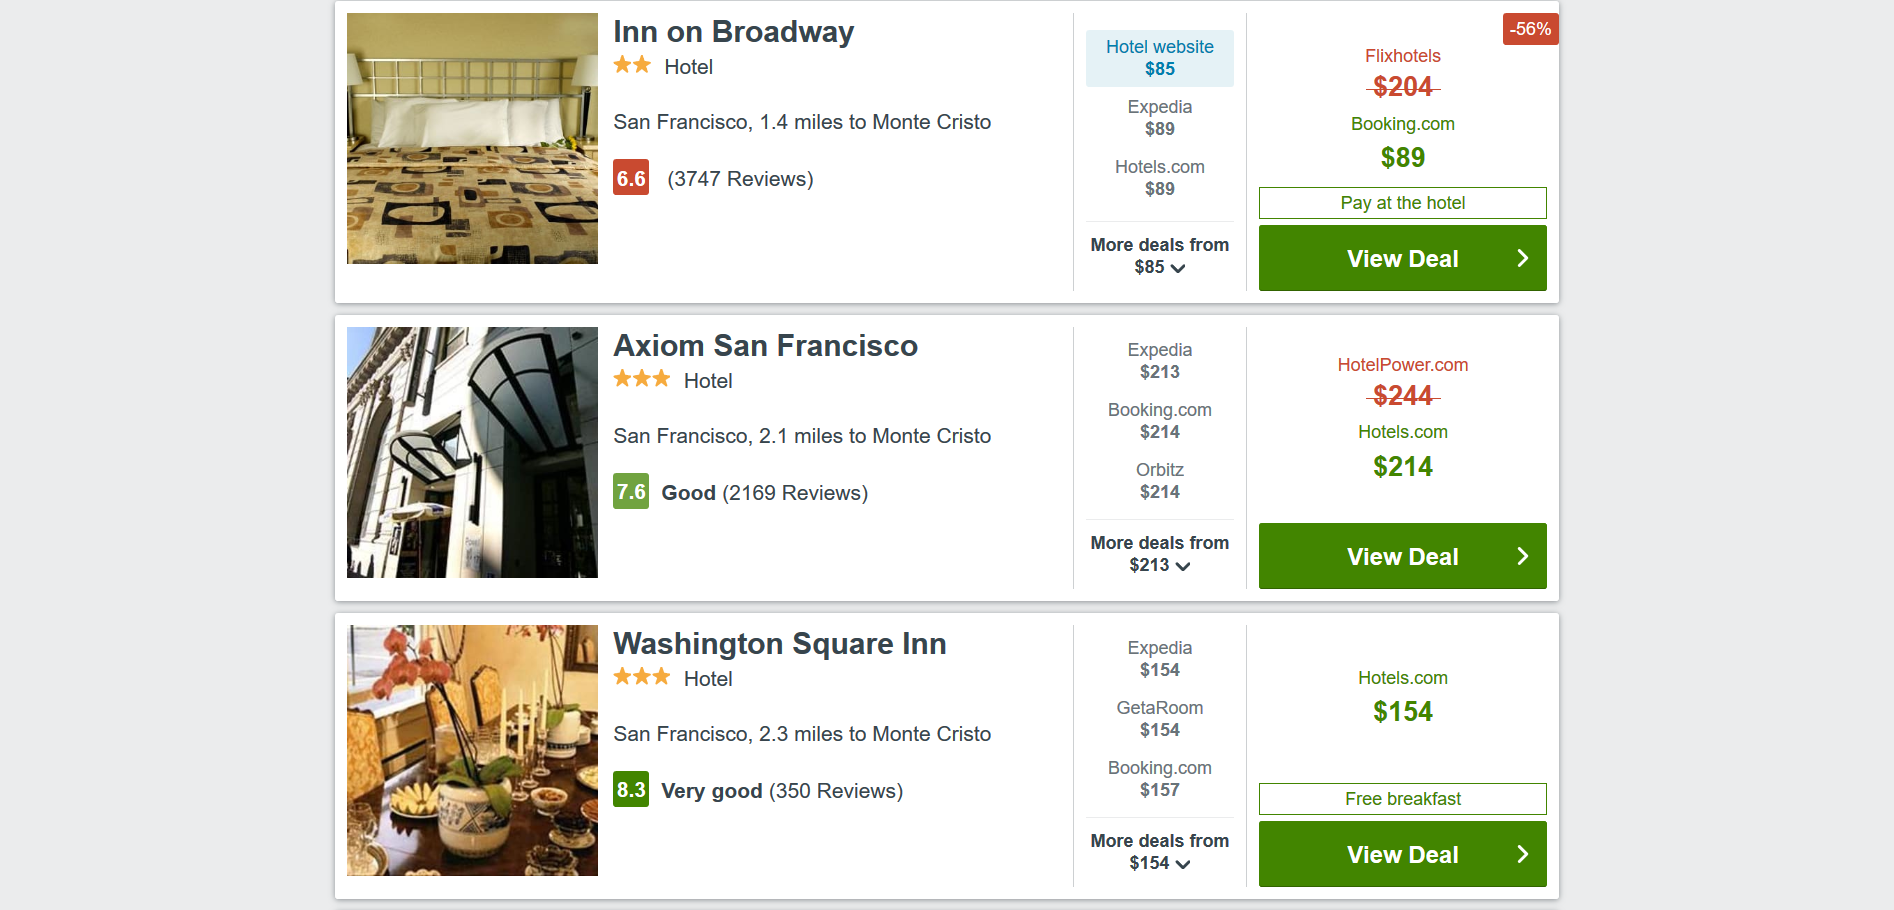 Inn on Broadway
Hotel
San Francisco, 1.4 miles to Monte Cristo
6.6 (3747 Reviews)
Hotel website
$85
Expedia
$89
Hotels.com
$89
More deals from
$85
-56%
Flixhotels
$204
Booking.com
$89
Pay at the hotel
View Deal
Axiom San Francisco
Hotel
San Francisco, 2.1 miles to Monte Cristo
7.6 Good (2169 Reviews)
Expedia
$213
Booking.com
$214
Orbitz
$214
More deals from
$213
HotelPower.com
$244
Hotels.com
$214
View Deal
Washington Square Inn
Hotel
San Francisco, 2.3 miles to Monte Cristo
8.3 Very good (350 Reviews)
Expedia
$154
GetaRoom
$154
Booking.com
$157
More deals from
$154
Hotels.com
$154
Free breakfast
View Deal